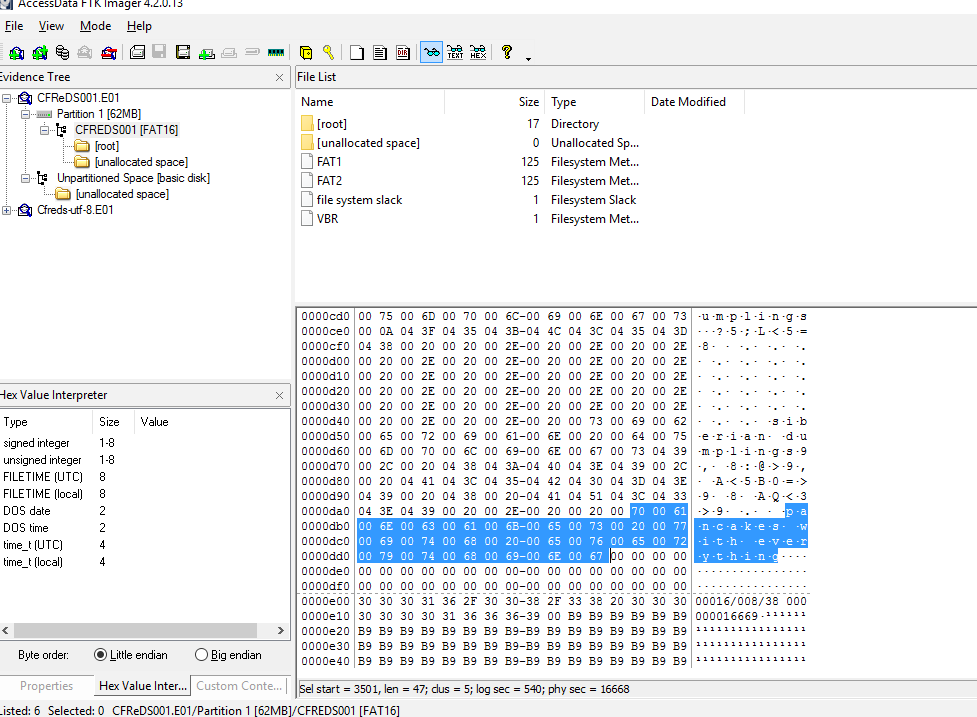 AccessData FTK Imager 4.2.0.13
File View Mode Help
Evidence Tree
CFReDS001.E01
Partition 1 [62MB]
CFREDS001 [FAT16]
[root]
[unallocated space]
Unpartitioned Space [basic disk]
[unallocated space]
Cfreds-utf-8.E01
File List
Name Size Type Date Modified
[root] 17 Directory
[unallocated space] 0 Unallocated Sp...
FAT1 125 Filesystem Met...
FAT2 125 Filesystem Met...
file system slack 1 Filesystem Slack
VBR 1 Filesystem Met...
Hex Value Interpreter
Type Size Value
signed integer 1-8
unsigned integer 1-8
FILETIME (UTC) 8
FILETIME (local) 8
DOS date 2
DOS time 2
time_t (UTC) 4
time_t (local) 4
Byte order: Little endian Big endian
Properties Hex Value Inter... Custom Conte...
0000cd0 00 75 00 6D 00 70 00 6C-00 69 00 6E 00 67 00 73 ·u·m·p·l·i·n·g·s
0000ce0 00 0A 04 3F 04 35 04 3B-04 4C 04 3C 04 35 04 3D ···?·5·;·L·<·5·=
0000cf0 04 38 00 20 00 20 00 2E-00 20 00 2E 00 20 00 2E ·8· · ·.· ·.· ·.
0000d00 00 20 00 2E 00 20 00 2E-00 20 00 2E 00 20 00 2E · ·.· ·.· ·.· ·.
0000d10 00 20 00 2E 00 20 00 2E-00 20 00 2E 00 20 00 2E · ·.· ·.· ·.· ·.
0000d20 00 20 00 2E 00 20 00 2E-00 20 00 2E 00 20 00 2E · ·.· ·.· ·.· ·.
0000d30 00 20 00 2E 00 20 00 2E-00 20 00 2E 00 20 00 2E · ·.· ·.· ·.· ·.
0000d40 00 20 00 2E 00 20 00 2E-00 20 00 73 00 69 00 62 · ·.· ·.· ·s·i·b
0000d50 00 65 00 72 00 69 00 61-00 6E 00 20 00 64 00 75 ·e·r·i·a·n· ·d·u
0000d60 00 6D 00 70 00 6C 00 69-00 6E 00 67 00 73 04 39 ·m·p·l·i·n·g·s·9
0000d70 00 2C 00 20 04 38 04 3A-04 40 04 3E 04 39 00 2C ·,· ·8·:·@·>·9·,
0000d80 00 20 04 41 04 3C 04 35-04 42 04 30 04 3D 04 3E · ·A·<·5·B·0·=·>
0000d90 04 39 00 20 04 38 00 20-04 41 04 51 04 3C 04 33 ·9· ·8· ·A·Q·<·3
0000da0 04 3E 04 39 00 20 00 2E-00 20 00 20 00 70 00 61 ·>·9· ·.· · ·p·a
0000db0 00 6E 00 63 00 61 00 6B-00 65 00 73 00 20 00 77 ·n·c·a·k·e·s· ·w
0000dc0 00 69 00 74 00 68 00 20-00 65 00 76 00 65 00 72 ·i·t·h· ·e·v·e·r
0000dd0 00 79 00 74 00 68 00 69-00 6E 00 67 00 00 00 00 ·y·t·h·i·n·g····
0000de0 00 00 00 00 00 00 00 00-00 00 00 00 00 00 00 00 ················
0000df0 00 00 00 00 00 00 00 00-00 00 00 00 00 00 00 00 ················
0000e00 30 30 30 31 36 2F 30 30-38 2F 33 38 20 30 30 30 00016/008/38 000
0000e10 30 30 30 30 31 36 36 36-39 00 B9 B9 B9 B9 B9 B9 000016669·¹¹¹¹¹¹
0000e20 B9 B9 B9 B9 B9 B9 B9 B9-B9 B9 B9 B9 B9 B9 B9 B9 ¹¹¹¹¹¹¹¹¹¹¹¹¹¹¹¹
0000e30 B9 B9 B9 B9 B9 B9 B9 B9-B9 B9 B9 B9 B9 B9 B9 B9 ¹¹¹¹¹¹¹¹¹¹¹¹¹¹¹¹
0000e40 B9 B9 B9 B9 B9 B9 B9 B9-B9 B9 B9 B9 B9 B9 B9 B9 ¹¹¹¹¹¹¹¹¹¹¹¹¹¹¹¹
Sel start = 3501, len = 47; clus = 5; log sec = 540; phy sec = 16668
Listed: 6 Selected: 0 CFReDS001.E01/Partition 1 [62MB]/CFREDS001 [FAT16]